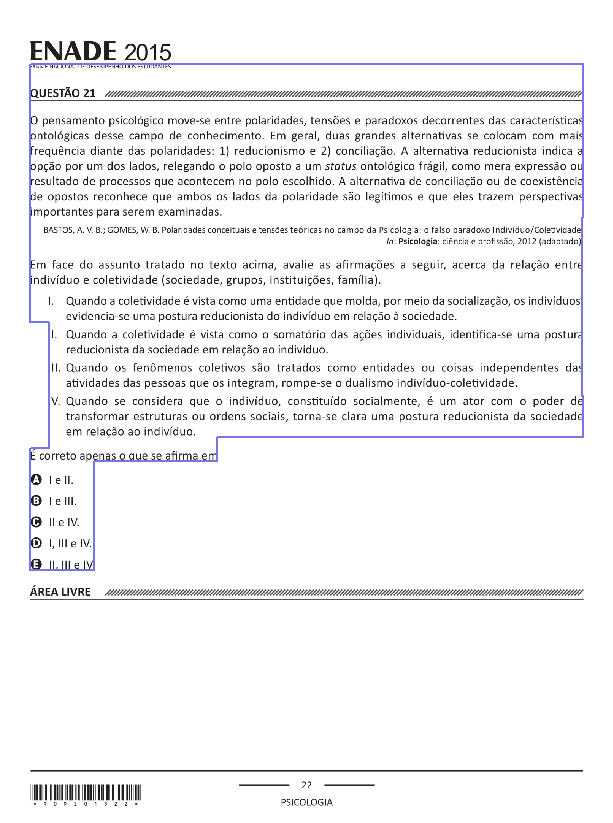 ENADE 2015
EXAME NACIONAL DE DESEMPENHO DOS ESTUDANTES
QUESTÃO 21
O pensamento psicológico move-se entre polaridades, tensões e paradoxos decorrentes das características
ontológicas desse campo de conhecimento. Em geral, duas grandes alternativas se colocam com mais
frequência diante das polaridades: 1) reducionismo e 2) conciliação. A alternativa reducionista indica a
opção por um dos lados, relegando o polo oposto a um status ontológico frágil, como mera expressão ou
resultado de processos que acontecem no polo escolhido. A alternativa de conciliação ou de coexistência
de opostos reconhece que ambos os lados da polaridade são legítimos e que eles trazem perspectivas
importantes para serem examinadas.
BASTOS, A. V. B.; GOMES, W. B. Polaridades conceituais e tensões teóricas no campo da Psicologia: o falso paradoxo Indivíduo/Coletividade
In: Psicologia: ciência e profissão, 2012 (adaptado)
Em face do assunto tratado no texto acima, avalie as afirmações a seguir, acerca da relação entre
indivíduo e coletividade (sociedade, grupos, instituições, família).
I. Quando a coletividade é vista como uma entidade que molda, por meio da socialização, os indivíduos
evidencia-se uma postura reducionista do indivíduo em relação à sociedade.
I. Quando a coletividade é vista como o somatório das ações individuais, identifica-se uma postura
reducionista da sociedade em relação ao indivíduo.
II. Quando os fenômenos coletivos são tratados como entidades ou coisas independentes das
atividades das pessoas que os integram, rompe-se o dualismo indivíduo-coletividade.
V. Quando se considera que o indivíduo, constituído socialmente, é um ator com o poder de
transformar estruturas ou ordens sociais, torna-se clara uma postura reducionista da sociedade
em relação ao indivíduo.
É correto apenas o que se afirma em
A I e II.
B I e III.
C II e IV.
D I, III e IV.
E II, III e IV
ÁREA LIVRE
22
PSICOLOGIA